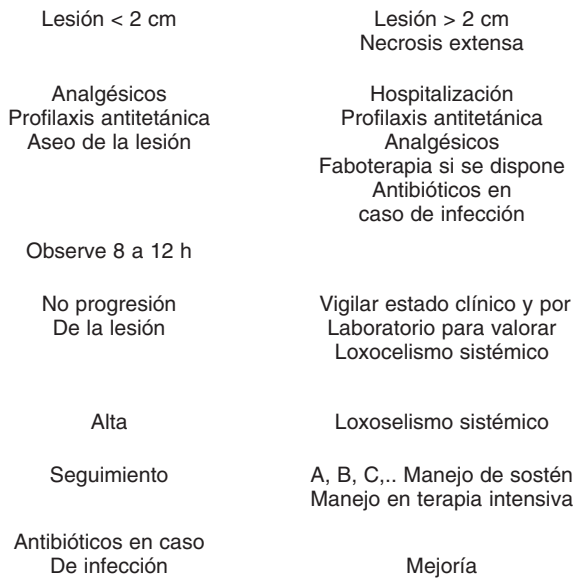 Lesión < 2 cm
Analgésicos
Profilaxis antitetánica
Aseo de la lesión
Observe 8 a 12 h
No progresión
De la lesión
Alta
Seguimiento
Antibióticos en caso
De infección
Lesión > 2 cm
Necrosis extensa
Hospitalización
Profilaxis antitetánica
Analgésicos
Faboterapia si se dispone
Antibióticos en
caso de infección
Vigilar estado clínico y por
Laboratorio para valorar
Loxocelismo sistémico
Loxoselismo sistémico
A, B, C,.. Manejo de sostén
Manejo en terapia intensiva
Mejoría